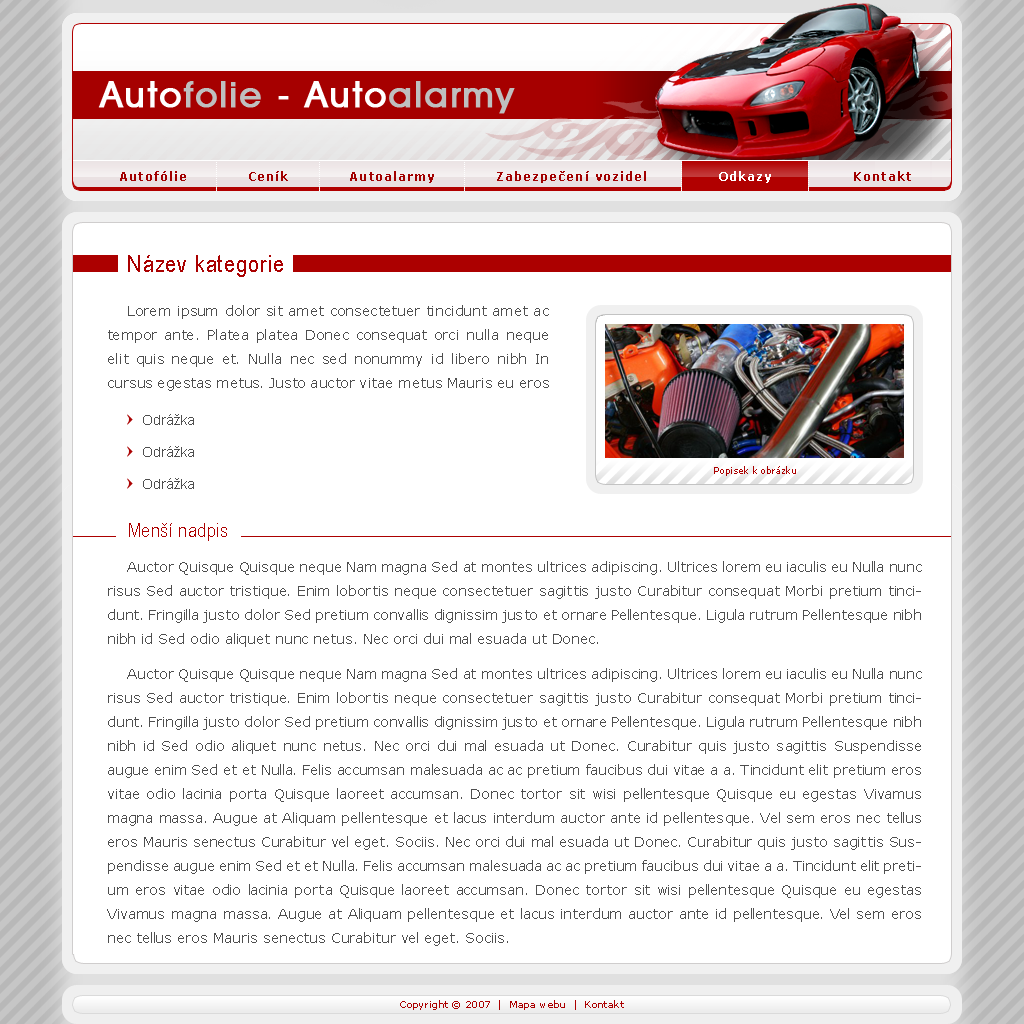 Autofolie - Autoalarmy
Autofólie Ceník Autoalarmy Zabezpečení vozidel Odkazy Kontakt
Název kategorie
Lorem ipsum dolor sit amet consectetuer tincidunt amet ac
tempor ante. Platea platea Donec consequat orci nulla neque
elit quis neque et. Nulla nec sed nonummy id libero nibh In
cursus egestas metus. Justo auctor vitae metus Mauris eu eros
Odrážka
Odrážka
Odrážka
Popisek k obrázku
Menší nadpis
Auctor Quisque Quisque neque Nam magna Sed at montes ultrices adipiscing. Ultrices lorem eu iaculis eu Nulla nunc
risus Sed auctor tristique. Enim lobortis neque consectetuer sagittis justo Curabitur consequat Morbi pretium tinci-
dunt. Fringilla justo dolor Sed pretium convallis dignissim justo et ornare Pellentesque. Ligula rutrum Pellentesque nibh
nibh id Sed odio aliquet nunc netus. Nec orci dui mal esuada ut Donec.
Auctor Quisque Quisque neque Nam magna Sed at montes ultrices adipiscing. Ultrices lorem eu iaculis eu Nulla nunc
risus Sed auctor tristique. Enim lobortis neque consectetuer sagittis justo Curabitur consequat Morbi pretium tinci-
dunt. Fringilla justo dolor Sed pretium convallis dignissim justo et ornare Pellentesque. Ligula rutrum Pellentesque nibh
nibh id Sed odio aliquet nunc netus. Nec orci dui mal esuada ut Donec. Curabitur quis justo sagittis Suspendisse
augue enim Sed et et Nulla. Felis accumsan malesuada ac ac pretium faucibus dui vitae a a. Tincidunt elit pretium eros
vitae odio lacinia porta Quisque laoreet accumsan. Donec tortor sit wisi pellentesque Quisque eu egestas Vivamus
magna massa. Augue at Aliquam pellentesque et lacus interdum auctor ante id pellentesque. Vel sem eros nec tellus
eros Mauris senectus Curabitur vel eget. Sociis. Nec orci dui mal esuada ut Donec. Curabitur quis justo sagittis Sus-
pendisse augue enim Sed et et Nulla. Felis accumsan malesuada ac ac pretium faucibus dui vitae a a. Tincidunt elit preti-
um eros vitae odio lacinia porta Quisque laoreet accumsan. Donec tortor sit wisi pellentesque Quisque eu egestas
Vivamus magna massa. Augue at Aliquam pellentesque et lacus interdum auctor ante id pellentesque. Vel sem eros
nec tellus eros Mauris senectus Curabitur vel eget. Sociis.
Copyright © 2007 | Mapa webu | Kontakt